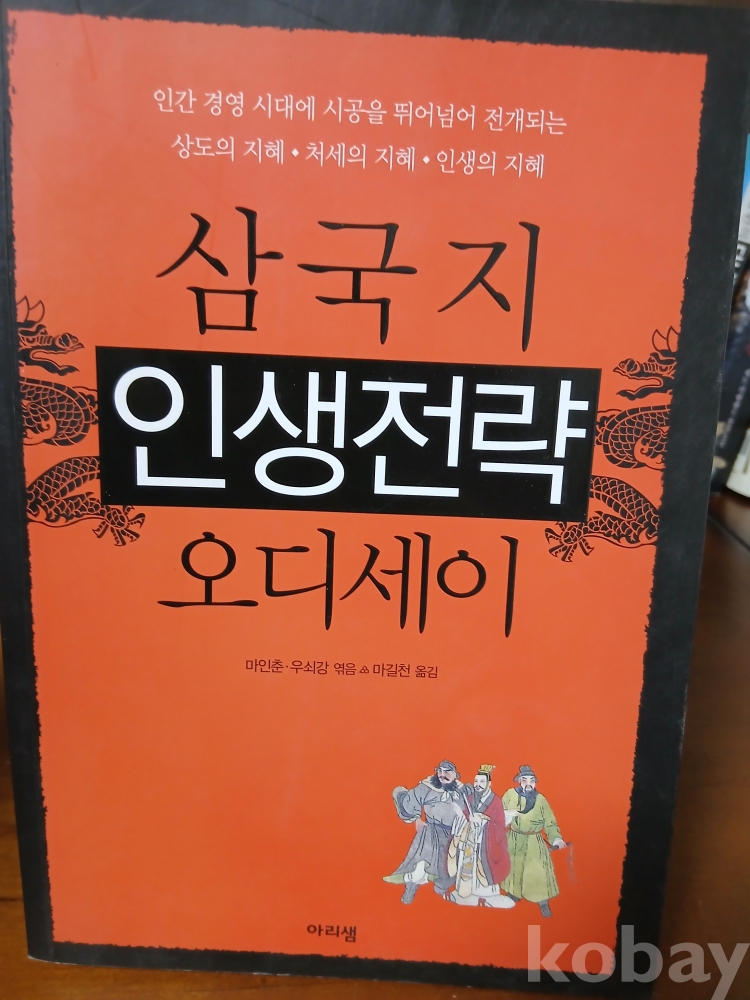 인간 경영 시대에 시공을 뛰어넘어 전개되는
상도의 지혜 • 처세의 지혜 • 인생의 지혜
삼국지
인생전략
오디세이
마인춘·우쇠강 엮음 마길천 옮김
아리샘
kobay